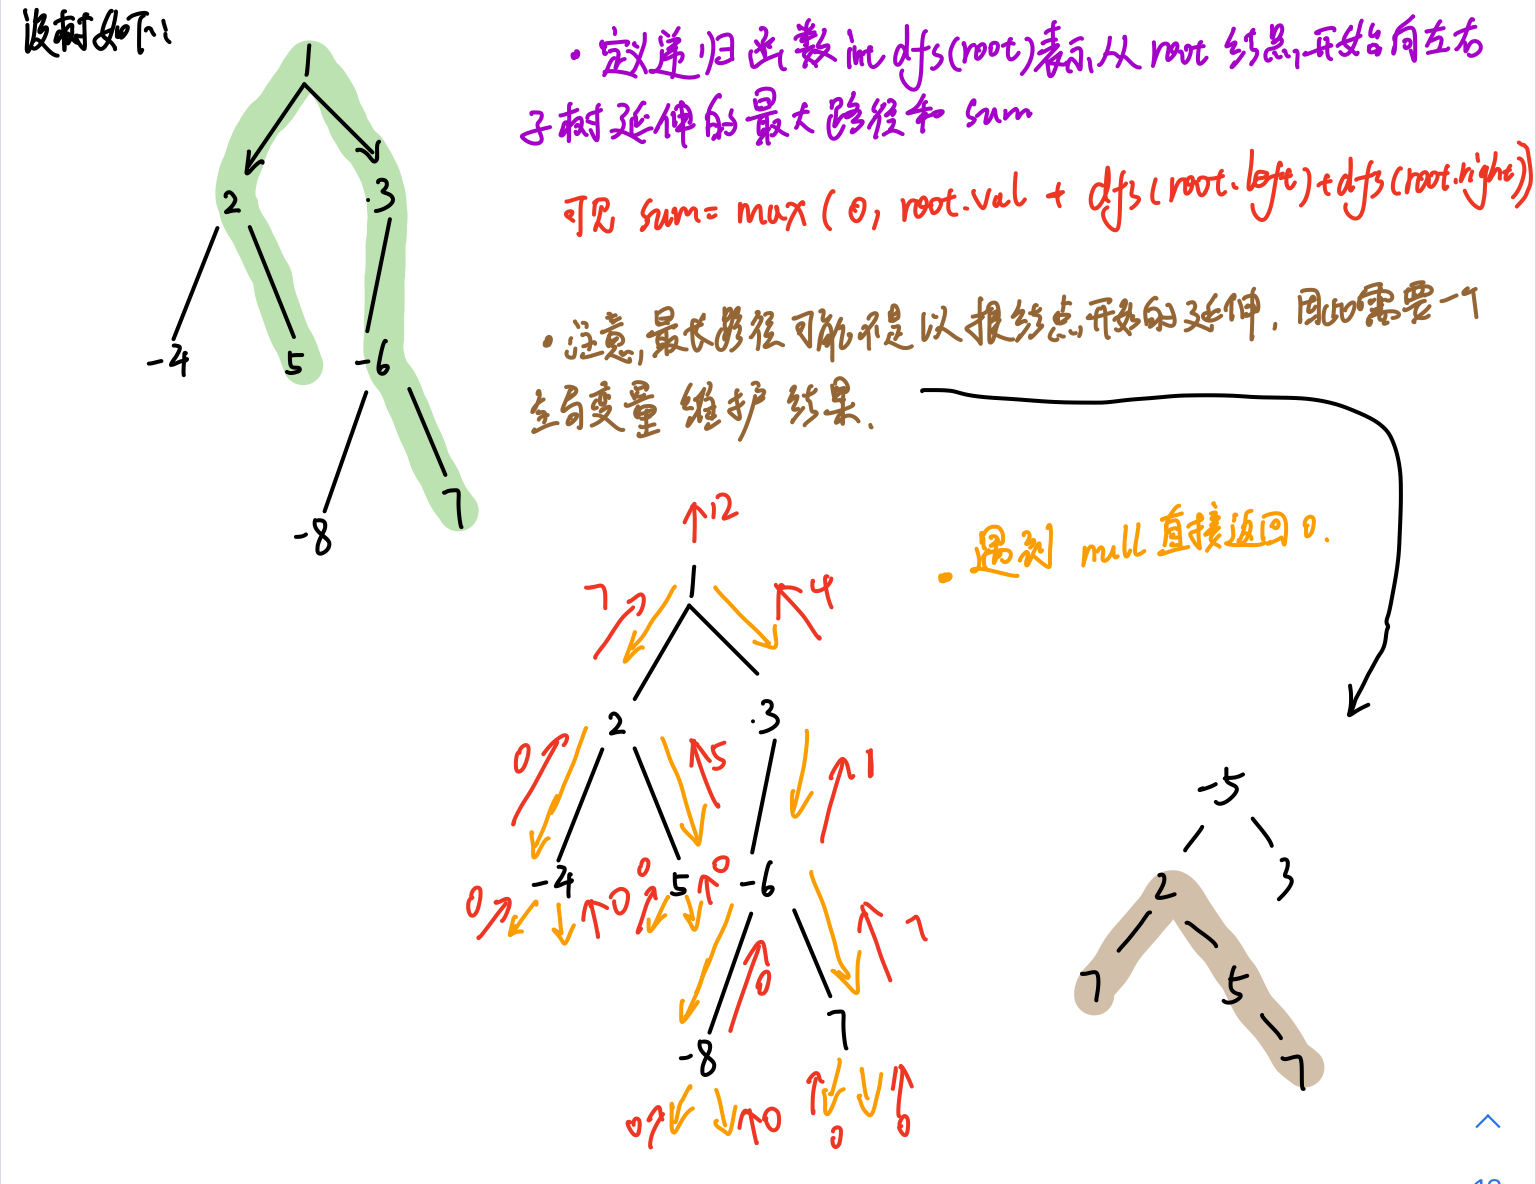 设树如下：
• 定义递归函数 int dfs(root) 表示从 root 结点开始向左右
子树延伸的最大路径和 sum
可见 sum = max ( 0, root.val + dfs(root.left) + dfs(root.right))
• 注意,最大路径可能不是以根结点开始的延伸，因此需要一个
全局变量 维护 结果.
• 遇到 null 直接返回 0.
1
2 3
-4 5 -6
-8 7
↑12
1
7 4
2 3
0 5 1
-4 5 -6
0 0 0 0 7
0
-8 7
0 0 0 0
-5
2 3
7 5
7